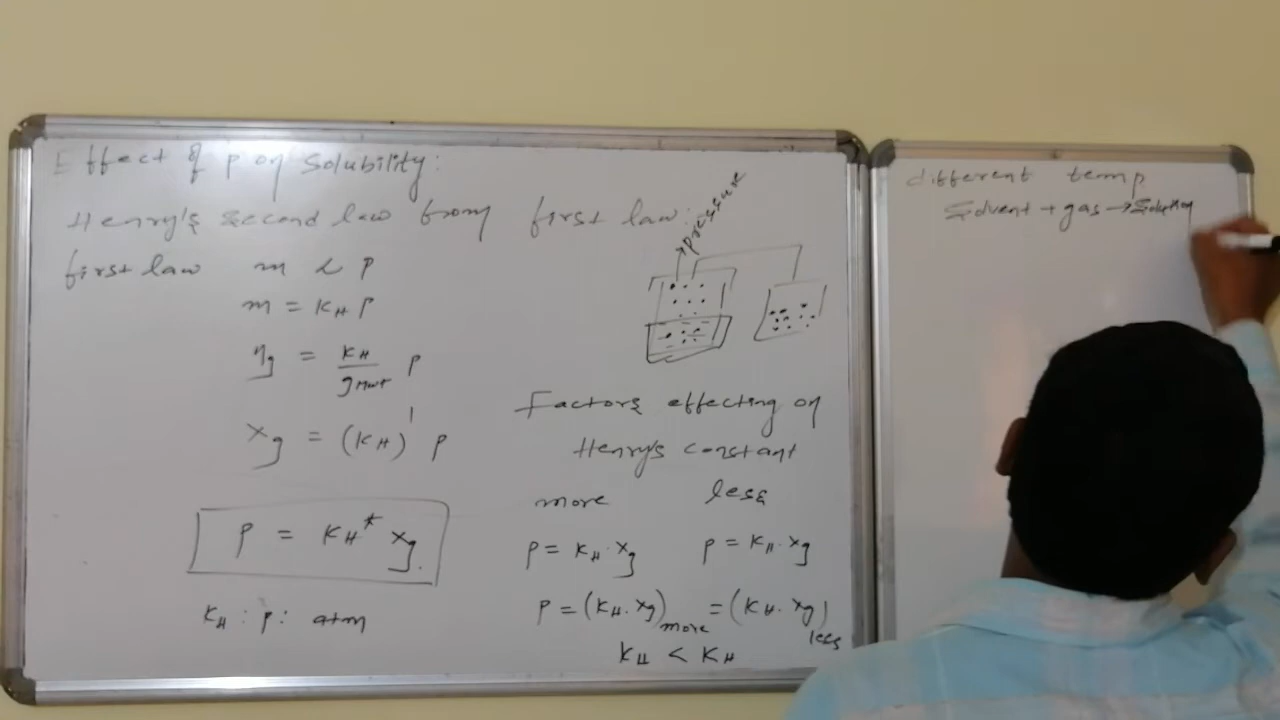 Effect of P on solubility:
Henry's second law from first law:
first law m ∝ P
m = KH P
ηg = KH / gMwt P
xg = (KH)' P
P = KH* xg.
KH : P : atm
Pressure
Factors effecting on
Henry's constant
more less
P = KH . xg P = KH . xg
P = (KH . xg)more = (KH . xg)less
KH < KH
different temp
Solvent + gas → Solution